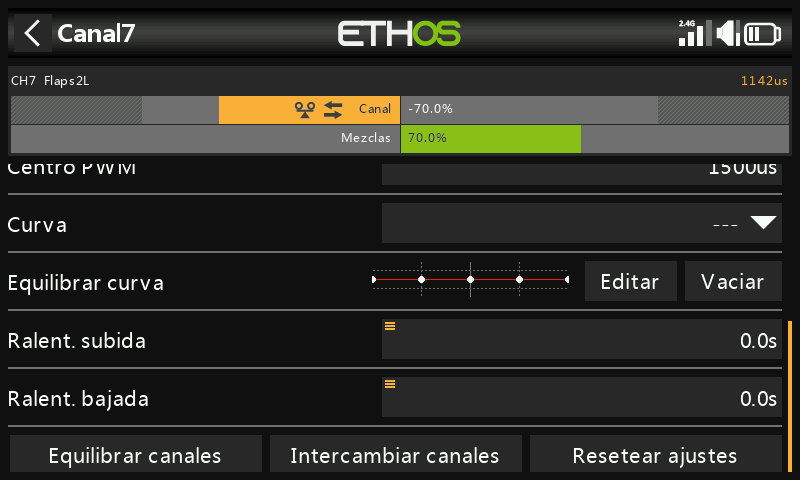 Canal7
ETHOS
2.4G
CH7 Flaps2L
1142us
Canal
-70.0%
Mezclas
70.0%
Centro PWM
1500us
Curva
---
Equilibrar curva
Editar
Vaciar
Ralent. subida
0.0s
Ralent. bajada
0.0s
Equilibrar canales
Intercambiar canales
Resetear ajustes